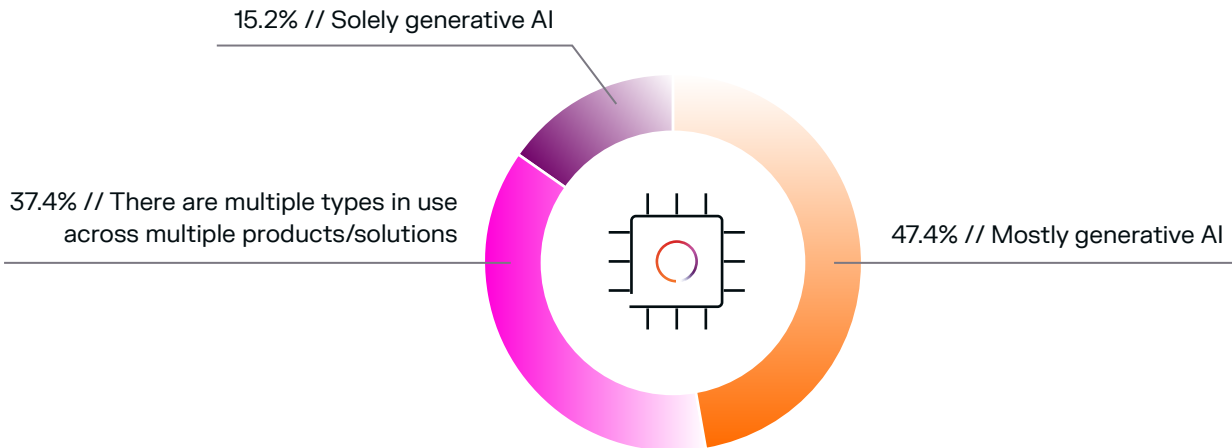 15.2% // Solely generative AI
37.4% // There are multiple types in use
across multiple products/solutions
47.4% // Mostly generative AI